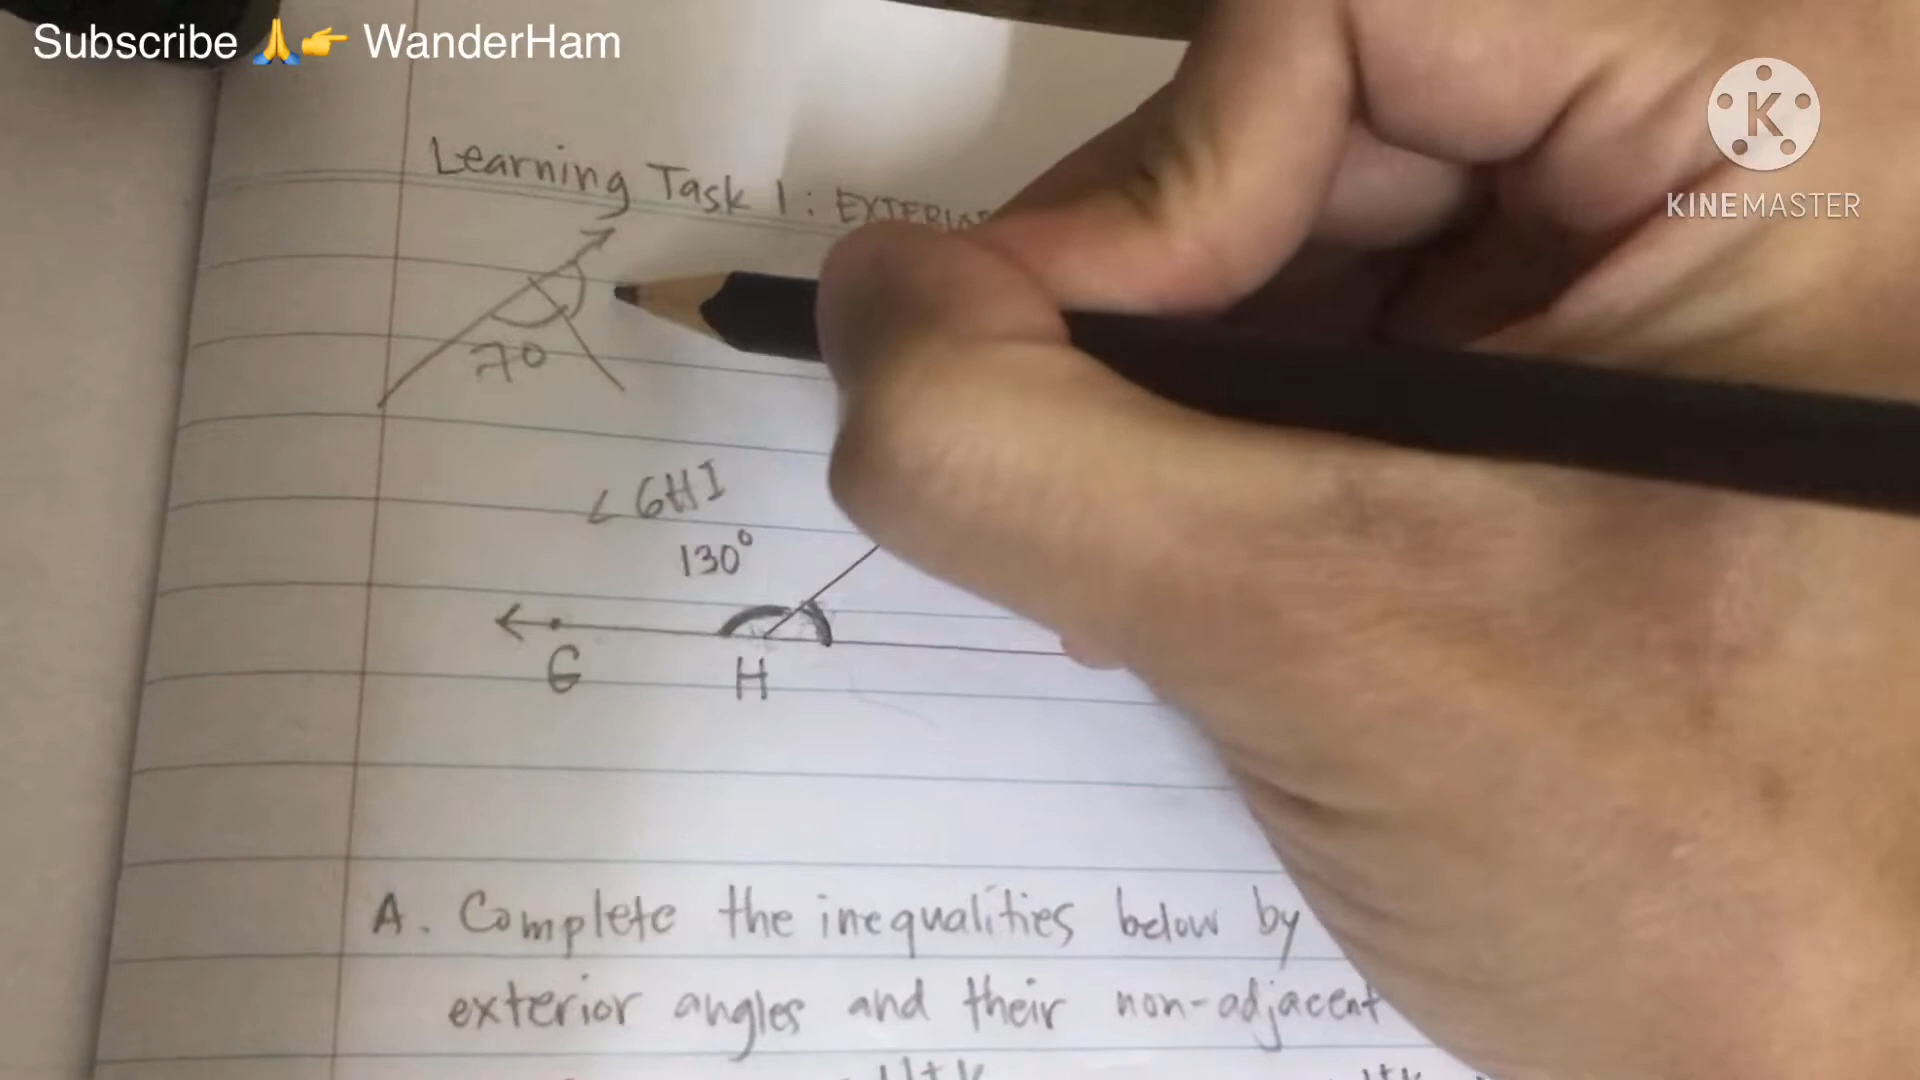 Subscribe 🙏👉 WanderHam
K
KINEMASTER
Learning Task 1: EXTERIOR
70
< GHI
130°
G
H
A. Complete the inequalities below by
exterior angles and their non-adjacent